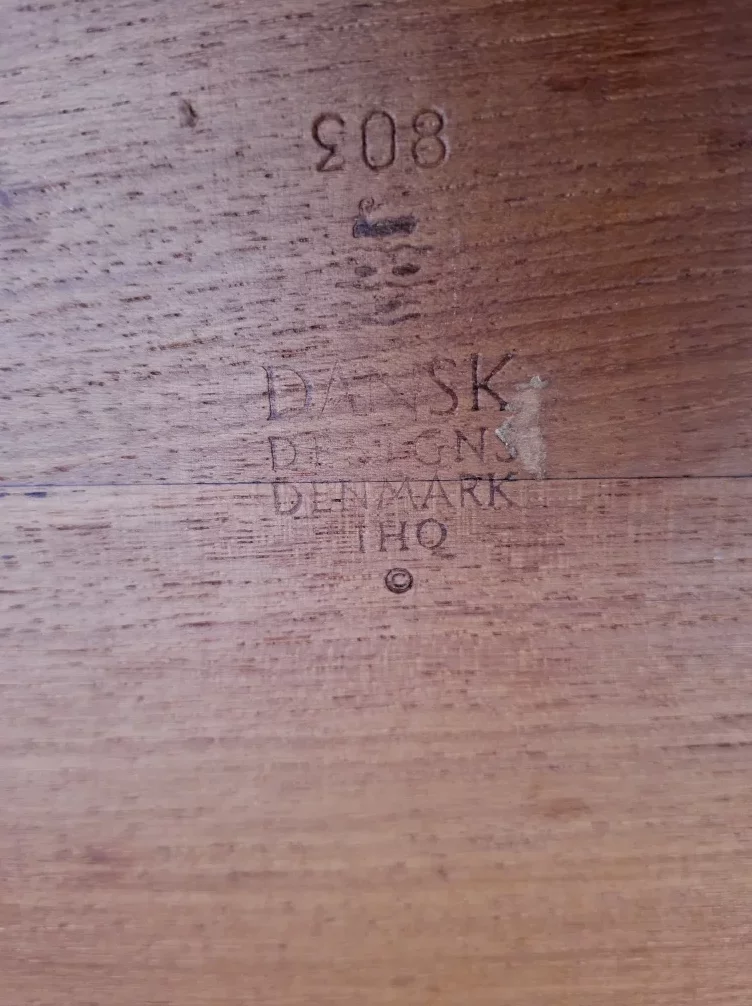 803
DANSK
DESIGNS
DENMARK
IHQ
©